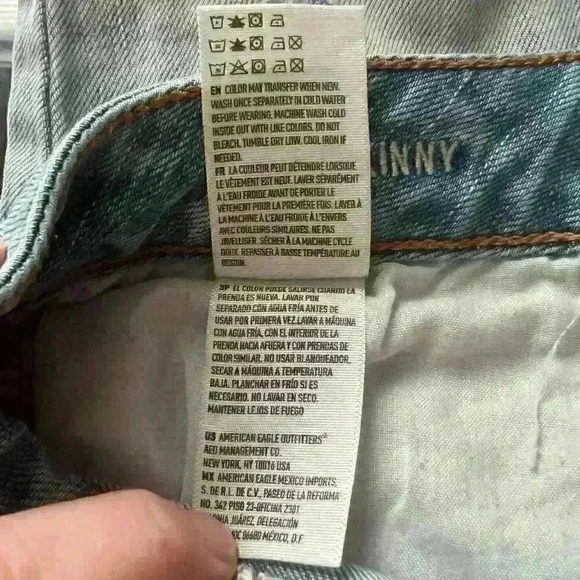 EN COLOR MAY TRANSFER WHEN NEW.
WASH ONCE SEPARATELY IN COLD WATER
BEFORE WEARING. MACHINE WASH COLD
INSIDE OUT WITH LIKE COLORS. DO NOT
BLEACH. TUMBLE DRY LOW. COOL IRON IF
NEEDED.
FR LA COULEUR PEUT DÉTEINDRE LORSQUE
LE VÊTEMENT EST NEUF. LAVER SÉPARÉMENT
À L'EAU FROIDE AVANT DE PORTER LE
VÊTEMENT POUR LA PREMIÈRE FOIS. LAVER À
LA MACHINE À L'EAU FROIDE À L'ENVERS
AVEC COULEURS SIMILAIRES. NE PAS
JAVELLISER. SÉCHER À LA MACHINE CYCLE
DOUX. REPASSER À BASSE TEMPÉRATURE AU
BESOIN.
INNY
SP EL COLOR PUEDE SALIRSE CUANDO LA
PRENDA ES NUEVA. LAVAR POR
SEPARADO CON AGUA FRÍA ANTES DE
USAR POR PRIMERA VEZ.LAVAR A MÁQUINA
CON AGUA FRÍA, CON EL INTERIOR DE LA
PRENDA HACIA AFUERA Y CON PRENDAS DE
COLOR SIMILAR. NO USAR BLANQUEADOR.
SECAR A MÁQUINA A TEMPERATURA
BAJA. PLANCHAR EN FRÍO SI ES
NECESARIO. NO LAVAR EN SECO.
MANTENER LEJOS DE FUEGO
US AMERICAN EAGLE OUTFITTERS®
AEO MANAGEMENT CO.
NEW YORK, NY 10016 USA
MX AMERICAN EAGLE MEXICO IMPORTS,
S. DE R.L. DE C.V., PASEO DE LA REFORMA
NO. 342 PISO 23-OFICINA 2301
JUÁREZ, DELEGACIÓN
06600 MÉXICO, D.F.